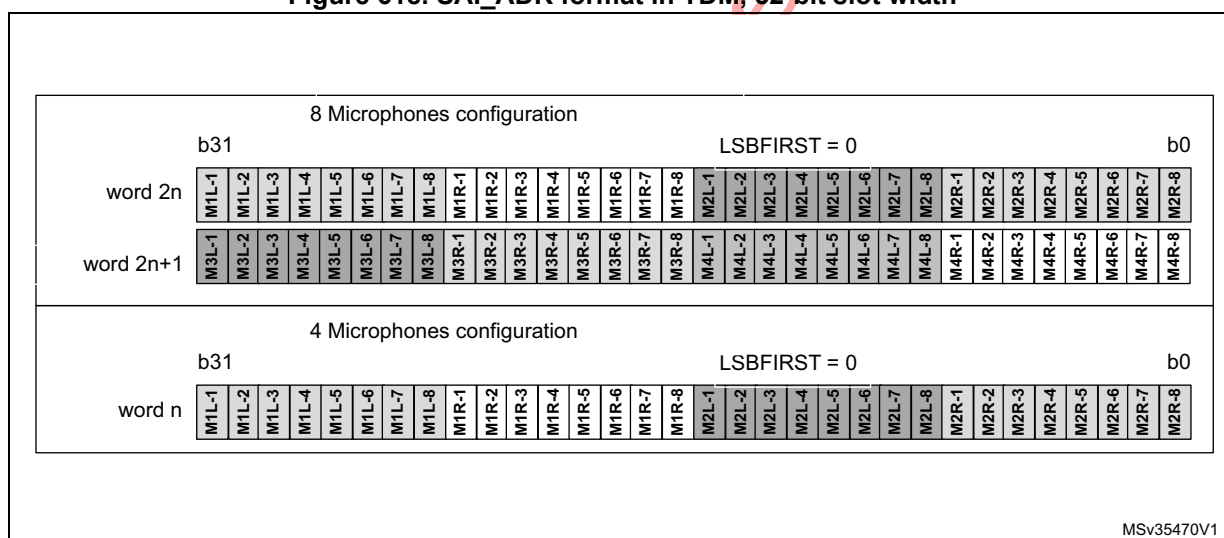 8 Microphones configuration
b31 LSBFIRST = 0 b0
word 2n M1L-1 M1L-2 M1L-3 M1L-4 M1L-5 M1L-6 M1L-7 M1L-8 M1R-1 M1R-2 M1R-3 M1R-4 M1R-5 M1R-6 M1R-7 M1R-8 M2L-1 M2L-2 M2L-3 M2L-4 M2L-5 M2L-6 M2L-7 M2L-8 M2R-1 M2R-2 M2R-3 M2R-4 M2R-5 M2R-6 M2R-7 M2R-8
word 2n+1 M3L-1 M3L-2 M3L-3 M3L-4 M3L-5 M3L-6 M3L-7 M3L-8 M3R-1 M3R-2 M3R-3 M3R-4 M3R-5 M3R-6 M3R-7 M3R-8 M4L-1 M4L-2 M4L-3 M4L-4 M4L-5 M4L-6 M4L-7 M4L-8 M4R-1 M4R-2 M4R-3 M4R-4 M4R-5 M4R-6 M4R-7 M4R-8
4 Microphones configuration
b31 LSBFIRST = 0 b0
word n M1L-1 M1L-2 M1L-3 M1L-4 M1L-5 M1L-6 M1L-7 M1L-8 M1R-1 M1R-2 M1R-3 M1R-4 M1R-5 M1R-6 M1R-7 M1R-8 M2L-1 M2L-2 M2L-3 M2L-4 M2L-5 M2L-6 M2L-7 M2L-8 M2R-1 M2R-2 M2R-3 M2R-4 M2R-5 M2R-6 M2R-7 M2R-8
MSv35470V1